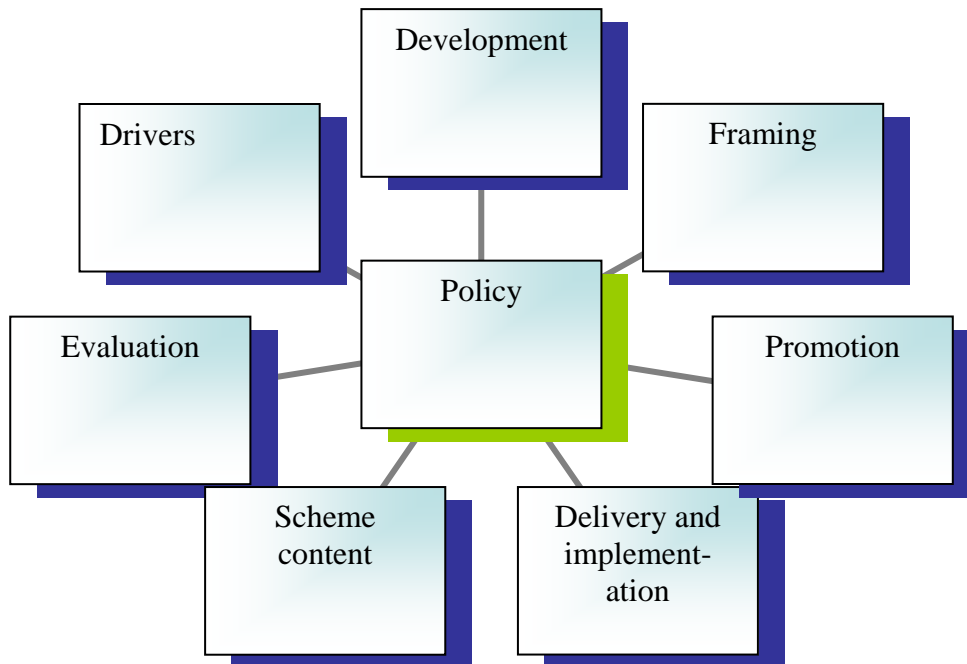 Development
Drivers
Framing
Policy
Evaluation
Promotion
Scheme
content
Delivery and
implement-
ation